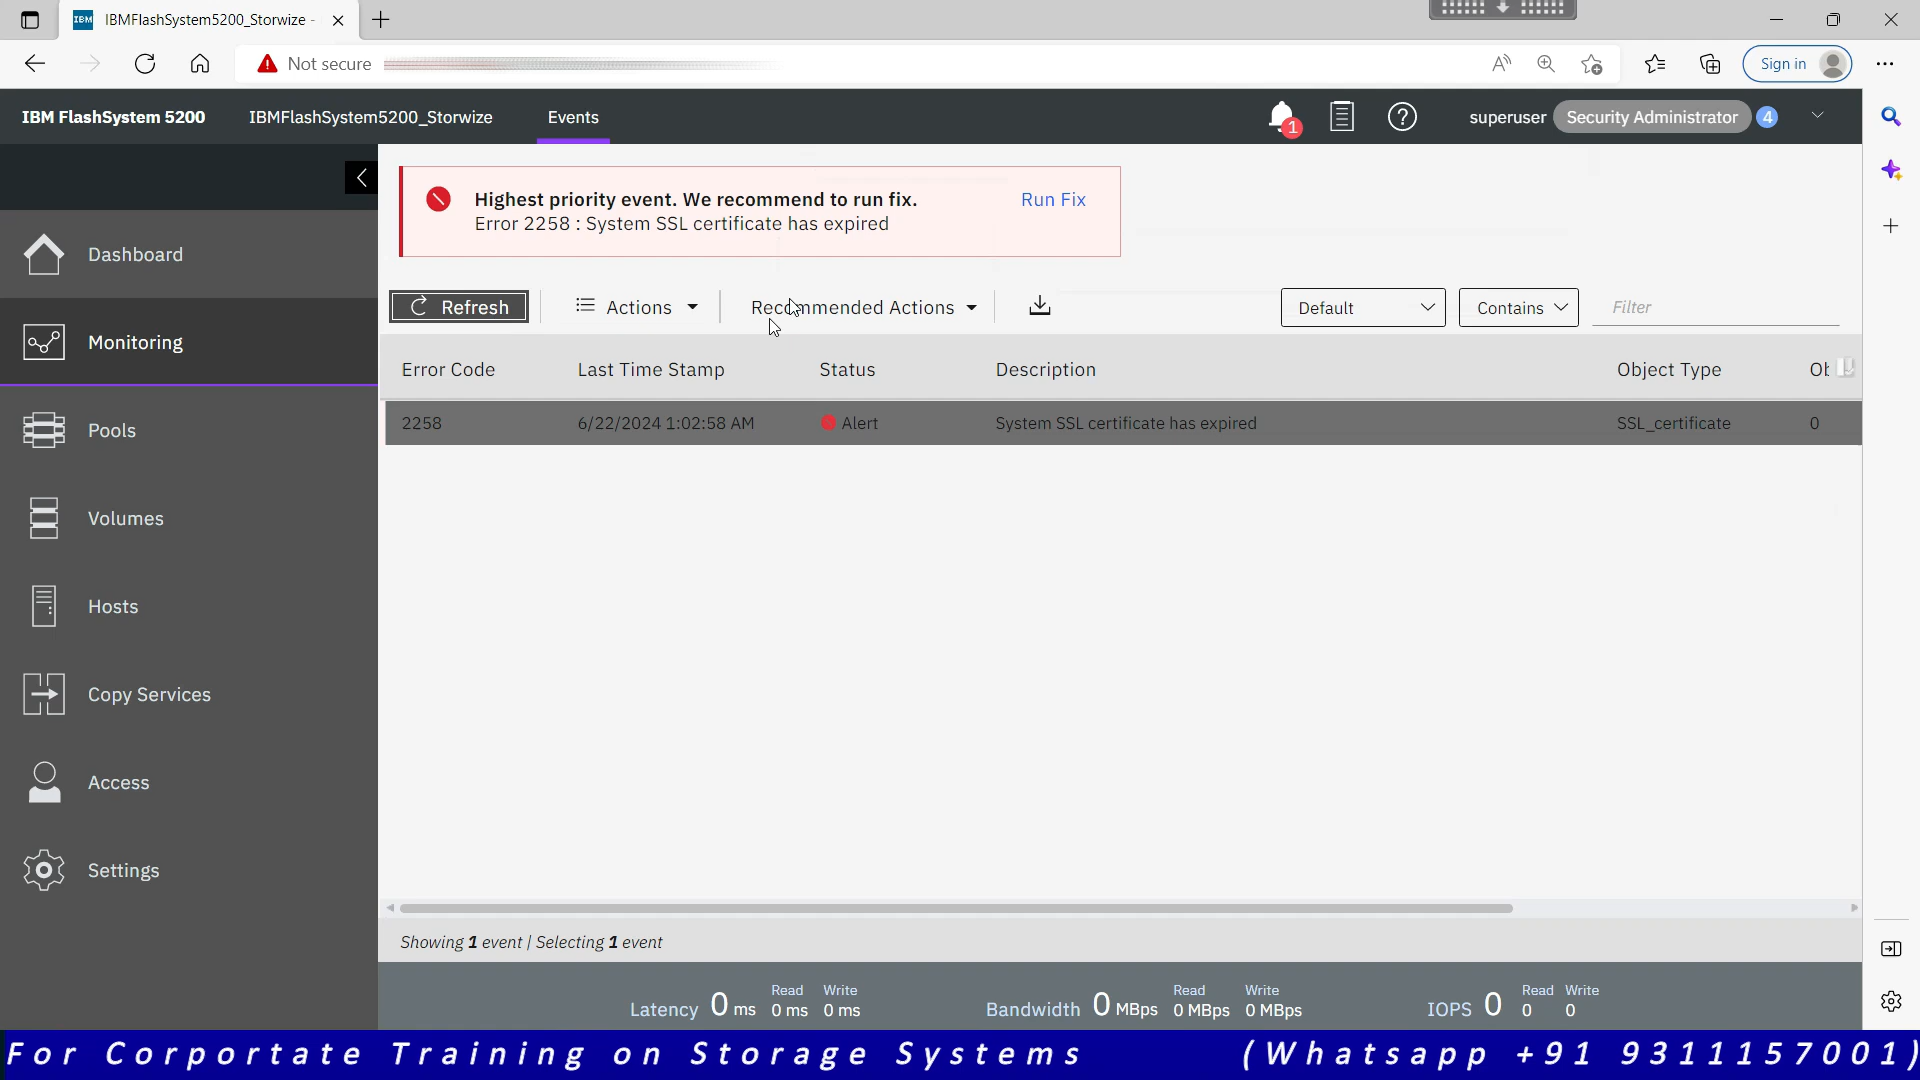 IBM IBMFlashSystem5200_Storwize -
Not secure
Sign in
IBM FlashSystem 5200 IBMFlashSystem5200_Storwize Events 1 superuser Security Administrator 4
Highest priority event. We recommend to run fix. Run Fix
Error 2258 : System SSL certificate has expired
Refresh Actions Recommended Actions Default Contains Filter
Error Code Last Time Stamp Status Description Object Type Ob
2258 6/22/2024 1:02:58 AM Alert System SSL certificate has expired SSL_certificate 0
Dashboard
Monitoring
Pools
Volumes
Hosts
Copy Services
Access
Settings
Showing 1 event | Selecting 1 event
Latency 0 ms Read 0 ms Write 0 ms
Bandwidth 0 MBps Read 0 MBps Write 0 MBps
IOPS 0 Read 0 Write 0
For Corportate Training on Storage Systems (Whatsapp +91 9311157001)